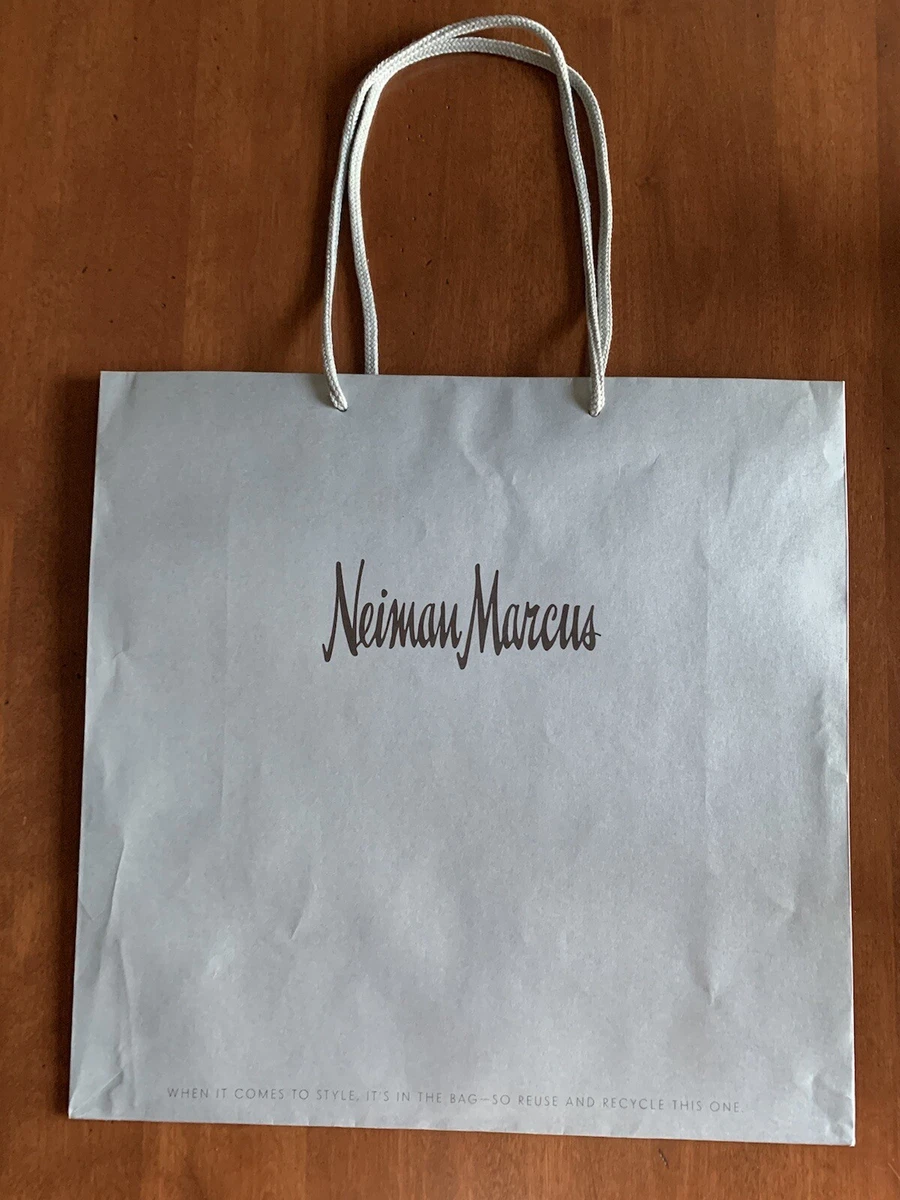 Neiman Marcus
WHEN IT COMES TO STYLE, IT'S IN THE BAG—SO REUSE AND RECYCLE THIS ONE.